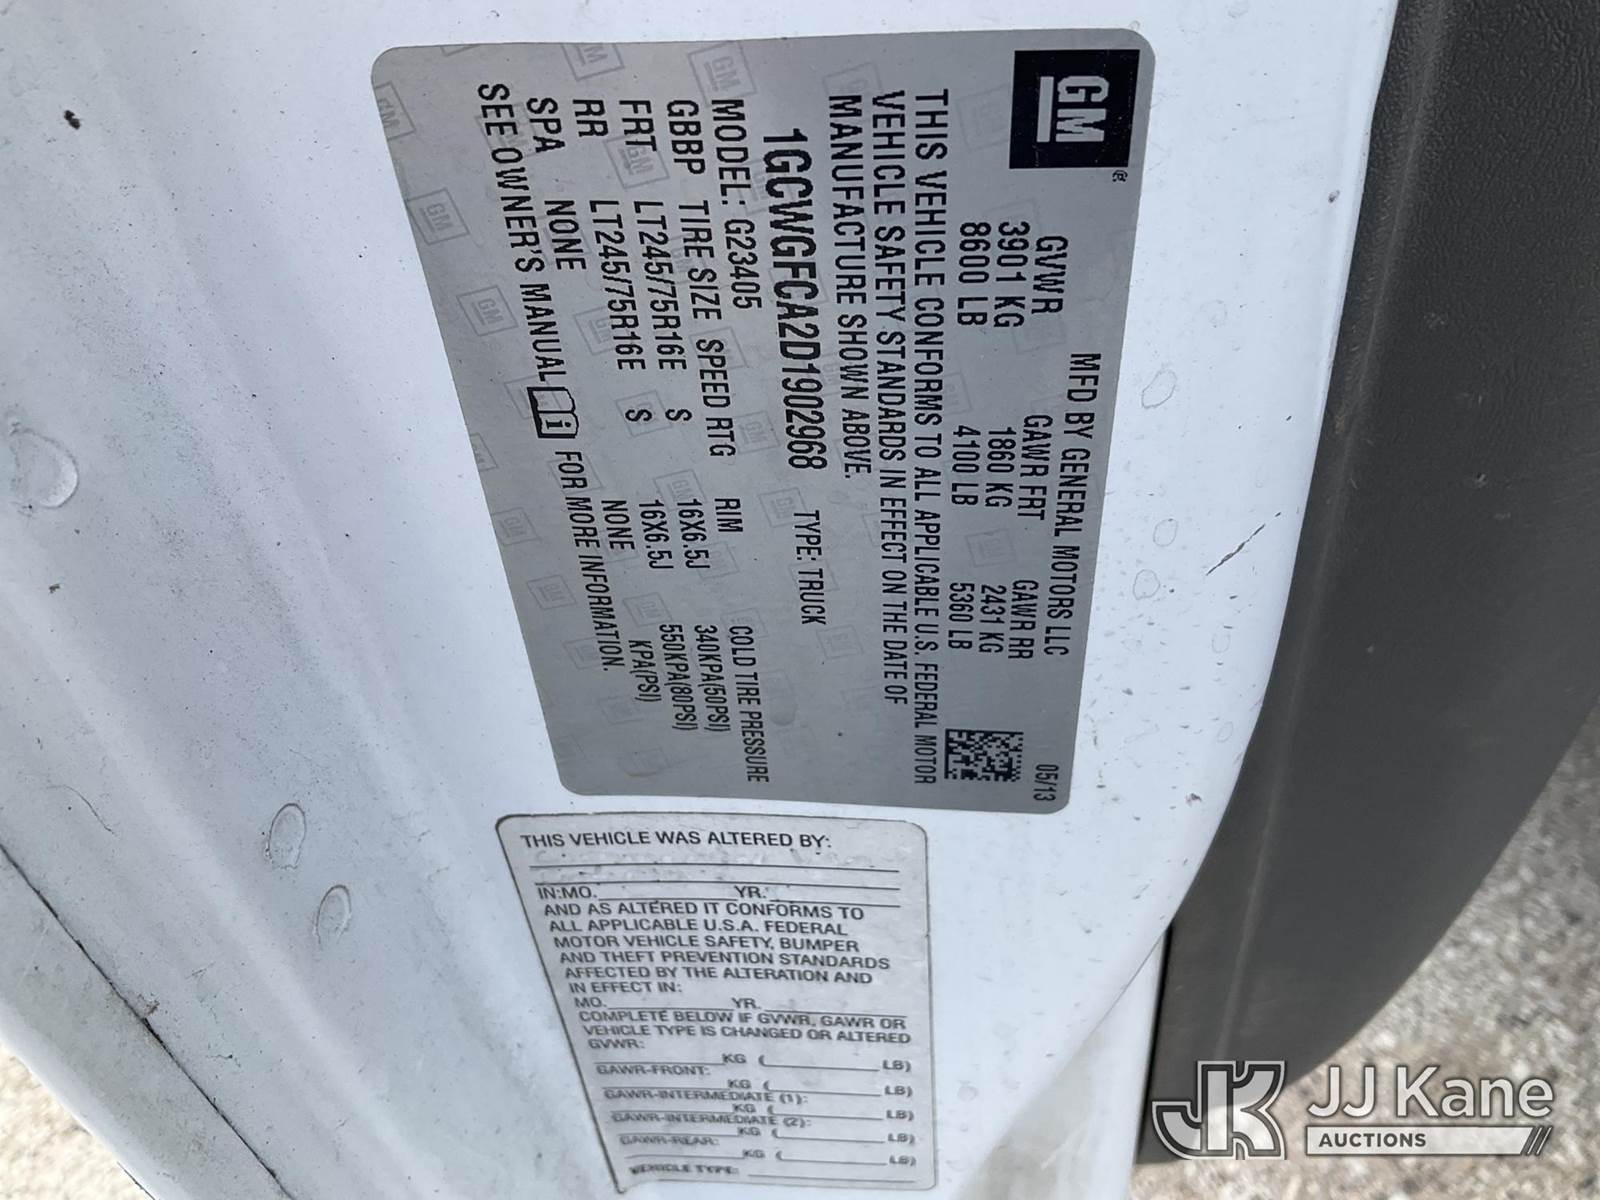 GM
MFD BY GENERAL MOTORS LLC 05/13
GVWR GAWR FRT GAWR RR
3901 KG 1860 KG 2431 KG
8600 LB 4100 LB 5360 LB
THIS VEHICLE CONFORMS TO ALL APPLICABLE U.S. FEDERAL MOTOR
VEHICLE SAFETY STANDARDS IN EFFECT ON THE DATE OF
MANUFACTURE SHOWN ABOVE.
1GCWGFCA2D1902968 TYPE: TRUCK
MODEL: G23405
GBBP TIRE SIZE SPEED RTG RIM COLD TIRE PRESSURE
FRT LT245/75R16E S 16X6.5J 340KPA(50PSI)
RR LT245/75R16E S 16X6.5J 550KPA(80PSI)
SPA NONE NONE KPA(PSI)
SEE OWNER'S MANUAL FOR MORE INFORMATION.
THIS VEHICLE WAS ALTERED BY:
IN:MO. YR.
AND AS ALTERED IT CONFORMS TO
ALL APPLICABLE U.S.A. FEDERAL
MOTOR VEHICLE SAFETY, BUMPER
AND THEFT PREVENTION STANDARDS
AFFECTED BY THE ALTERATION AND
IN EFFECT IN:
MO. YR.
COMPLETE BELOW IF GVWR, GAWR OR
VEHICLE TYPE IS CHANGED OR ALTERED
GVWR:
KG ( LB)
GAWR-FRONT:
KG ( LB)
GAWR-INTERMEDIATE (1):
KG ( LB)
GAWR-INTERMEDIATE (2):
KG ( LB)
GAWR-REAR:
KG ( LB)
VEHICLE TYPE:
JK JJ Kane
AUCTIONS